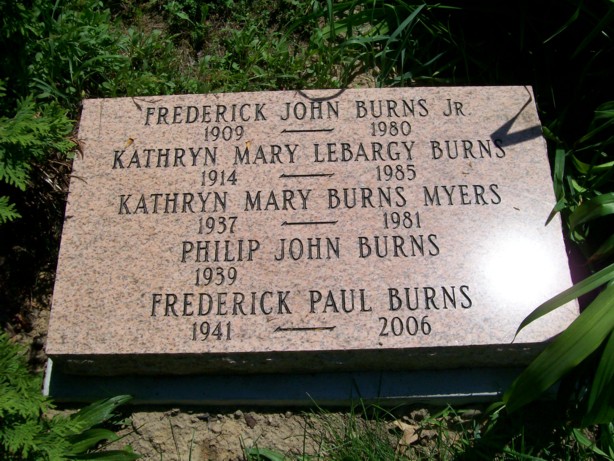 FREDERICK JOHN BURNS JR
1909 — 1980
KATHRYN MARY LEBARGY BURNS
1914 — 1985
KATHRYN MARY BURNS MYERS
1937 — 1981
PHILIP JOHN BURNS
1939
FREDERICK PAUL BURNS
1941 — 2006